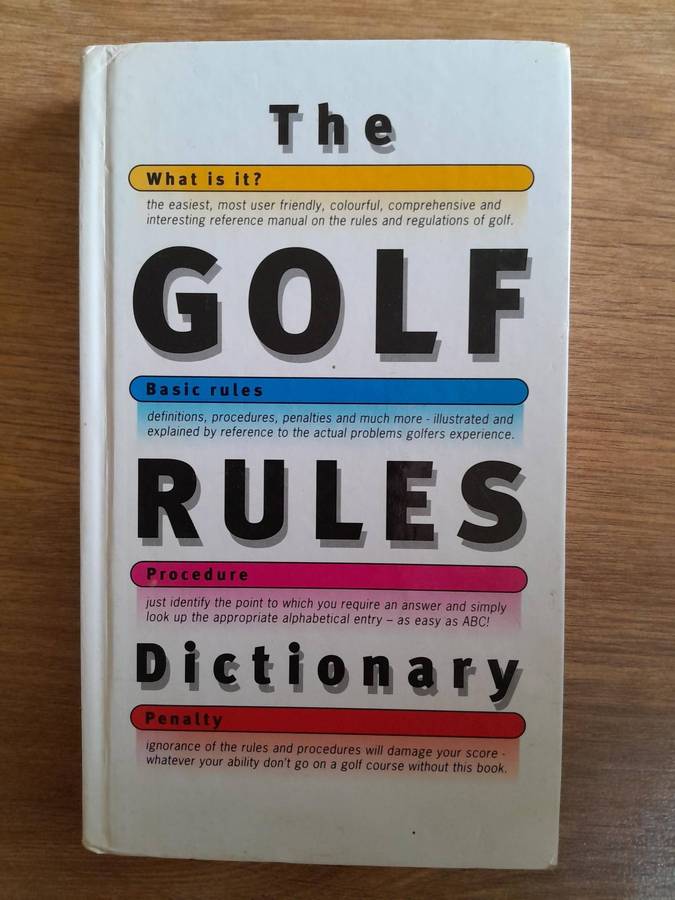 The
What is it?
the easiest, most user friendly, colourful, comprehensive and
interesting reference manual on the rules and regulations of golf.
GOLF
Basic rules
definitions, procedures, penalties and much more - illustrated and
explained by reference to the actual problems golfers experience.
RULES
Procedure
just identify the point to which you require an answer and simply
look up the appropriate alphabetical entry – as easy as ABC!
Dictionary
Penalty
ignorance of the rules and procedures will damage your score -
whatever your ability don't go on a golf course without this book.